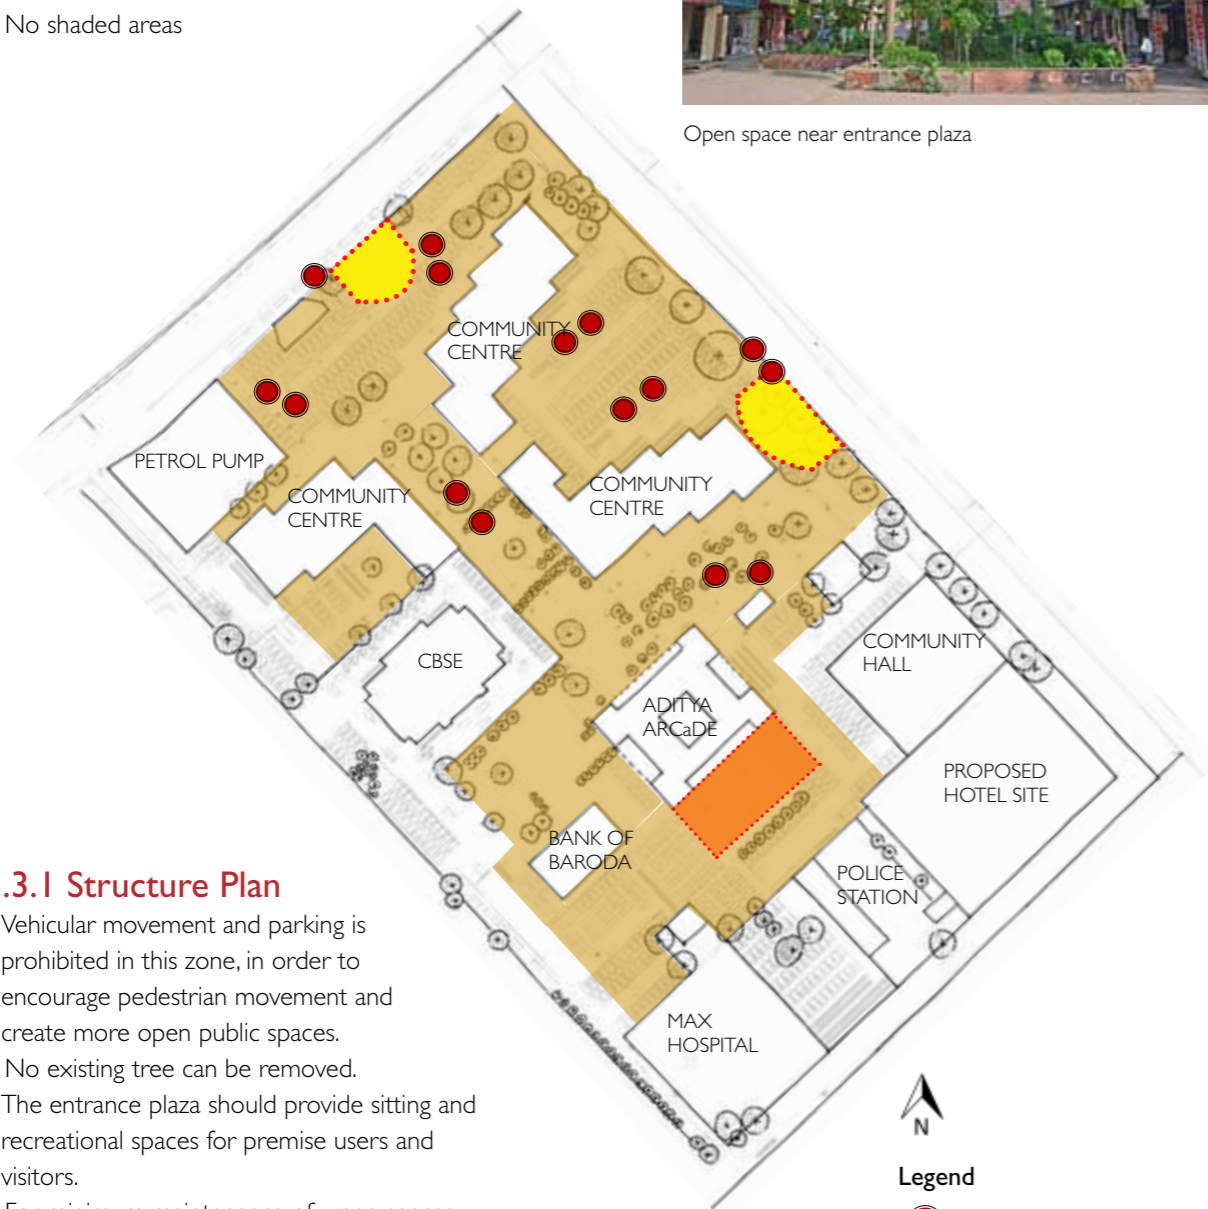 No shaded areas
Open space near entrance plaza
COMMUNITY
CENTRE
PETROL PUMP
COMMUNITY
CENTRE
COMMUNITY
CENTRE
CBSE
COMMUNITY
HALL
ADITYA
ARCaDE
PROPOSED
HOTEL SITE
BANK OF
BARODA
POLICE
STATION
MAX
HOSPITAL
.3.1 Structure Plan
Vehicular movement and parking is
prohibited in this zone, in order to
encourage pedestrian movement and
create more open public spaces.
No existing tree can be removed.
The entrance plaza should provide sitting and
recreational spaces for premise users and
visitors.
N
Legend